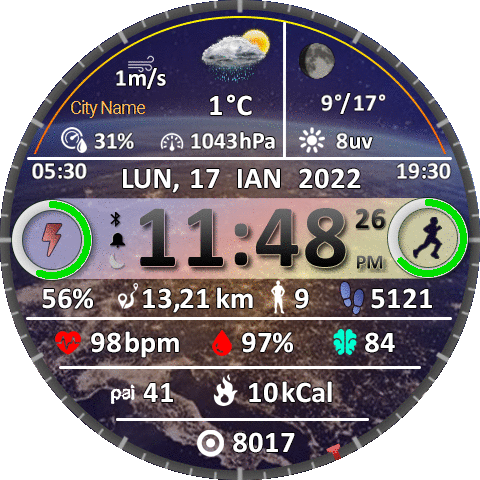 1m/s
City Name 1°C 9°/17°
31% 1043hPa 8uv
05:30 19:30
LUN, 17 IAN 2022
11:48 26 PM
56% 13,21 km 9 5121
98bpm 97% 84
pai 41 10kCal
8017